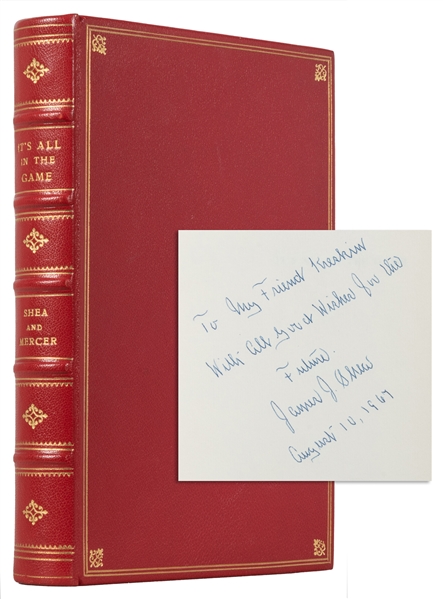 IT'S ALL
IN THE
GAME
SHEA
AND
MERCER
To My Friend Kreskin
With all Good Wishes for the
Future.
James J Shea
August 10, 1967